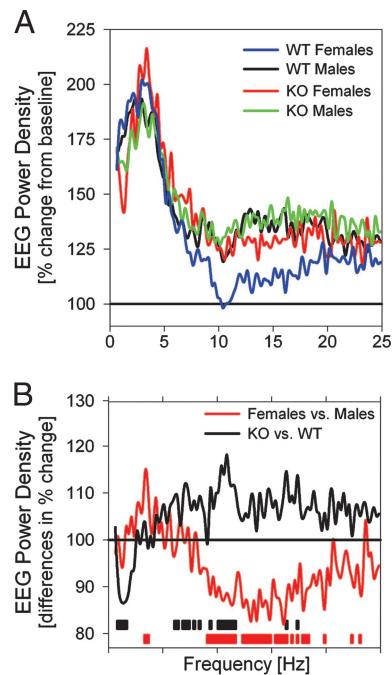 A
EEG Power Density
[% change from baseline]
225
200
175
150
125
100
WT Females
WT Males
KO Females
KO Males
0 5 10 15 20 25
B
EEG Power Density
[differences in % change]
130
120
110
100
90
80
Females vs. Males
KO vs. WT
Frequency [Hz]